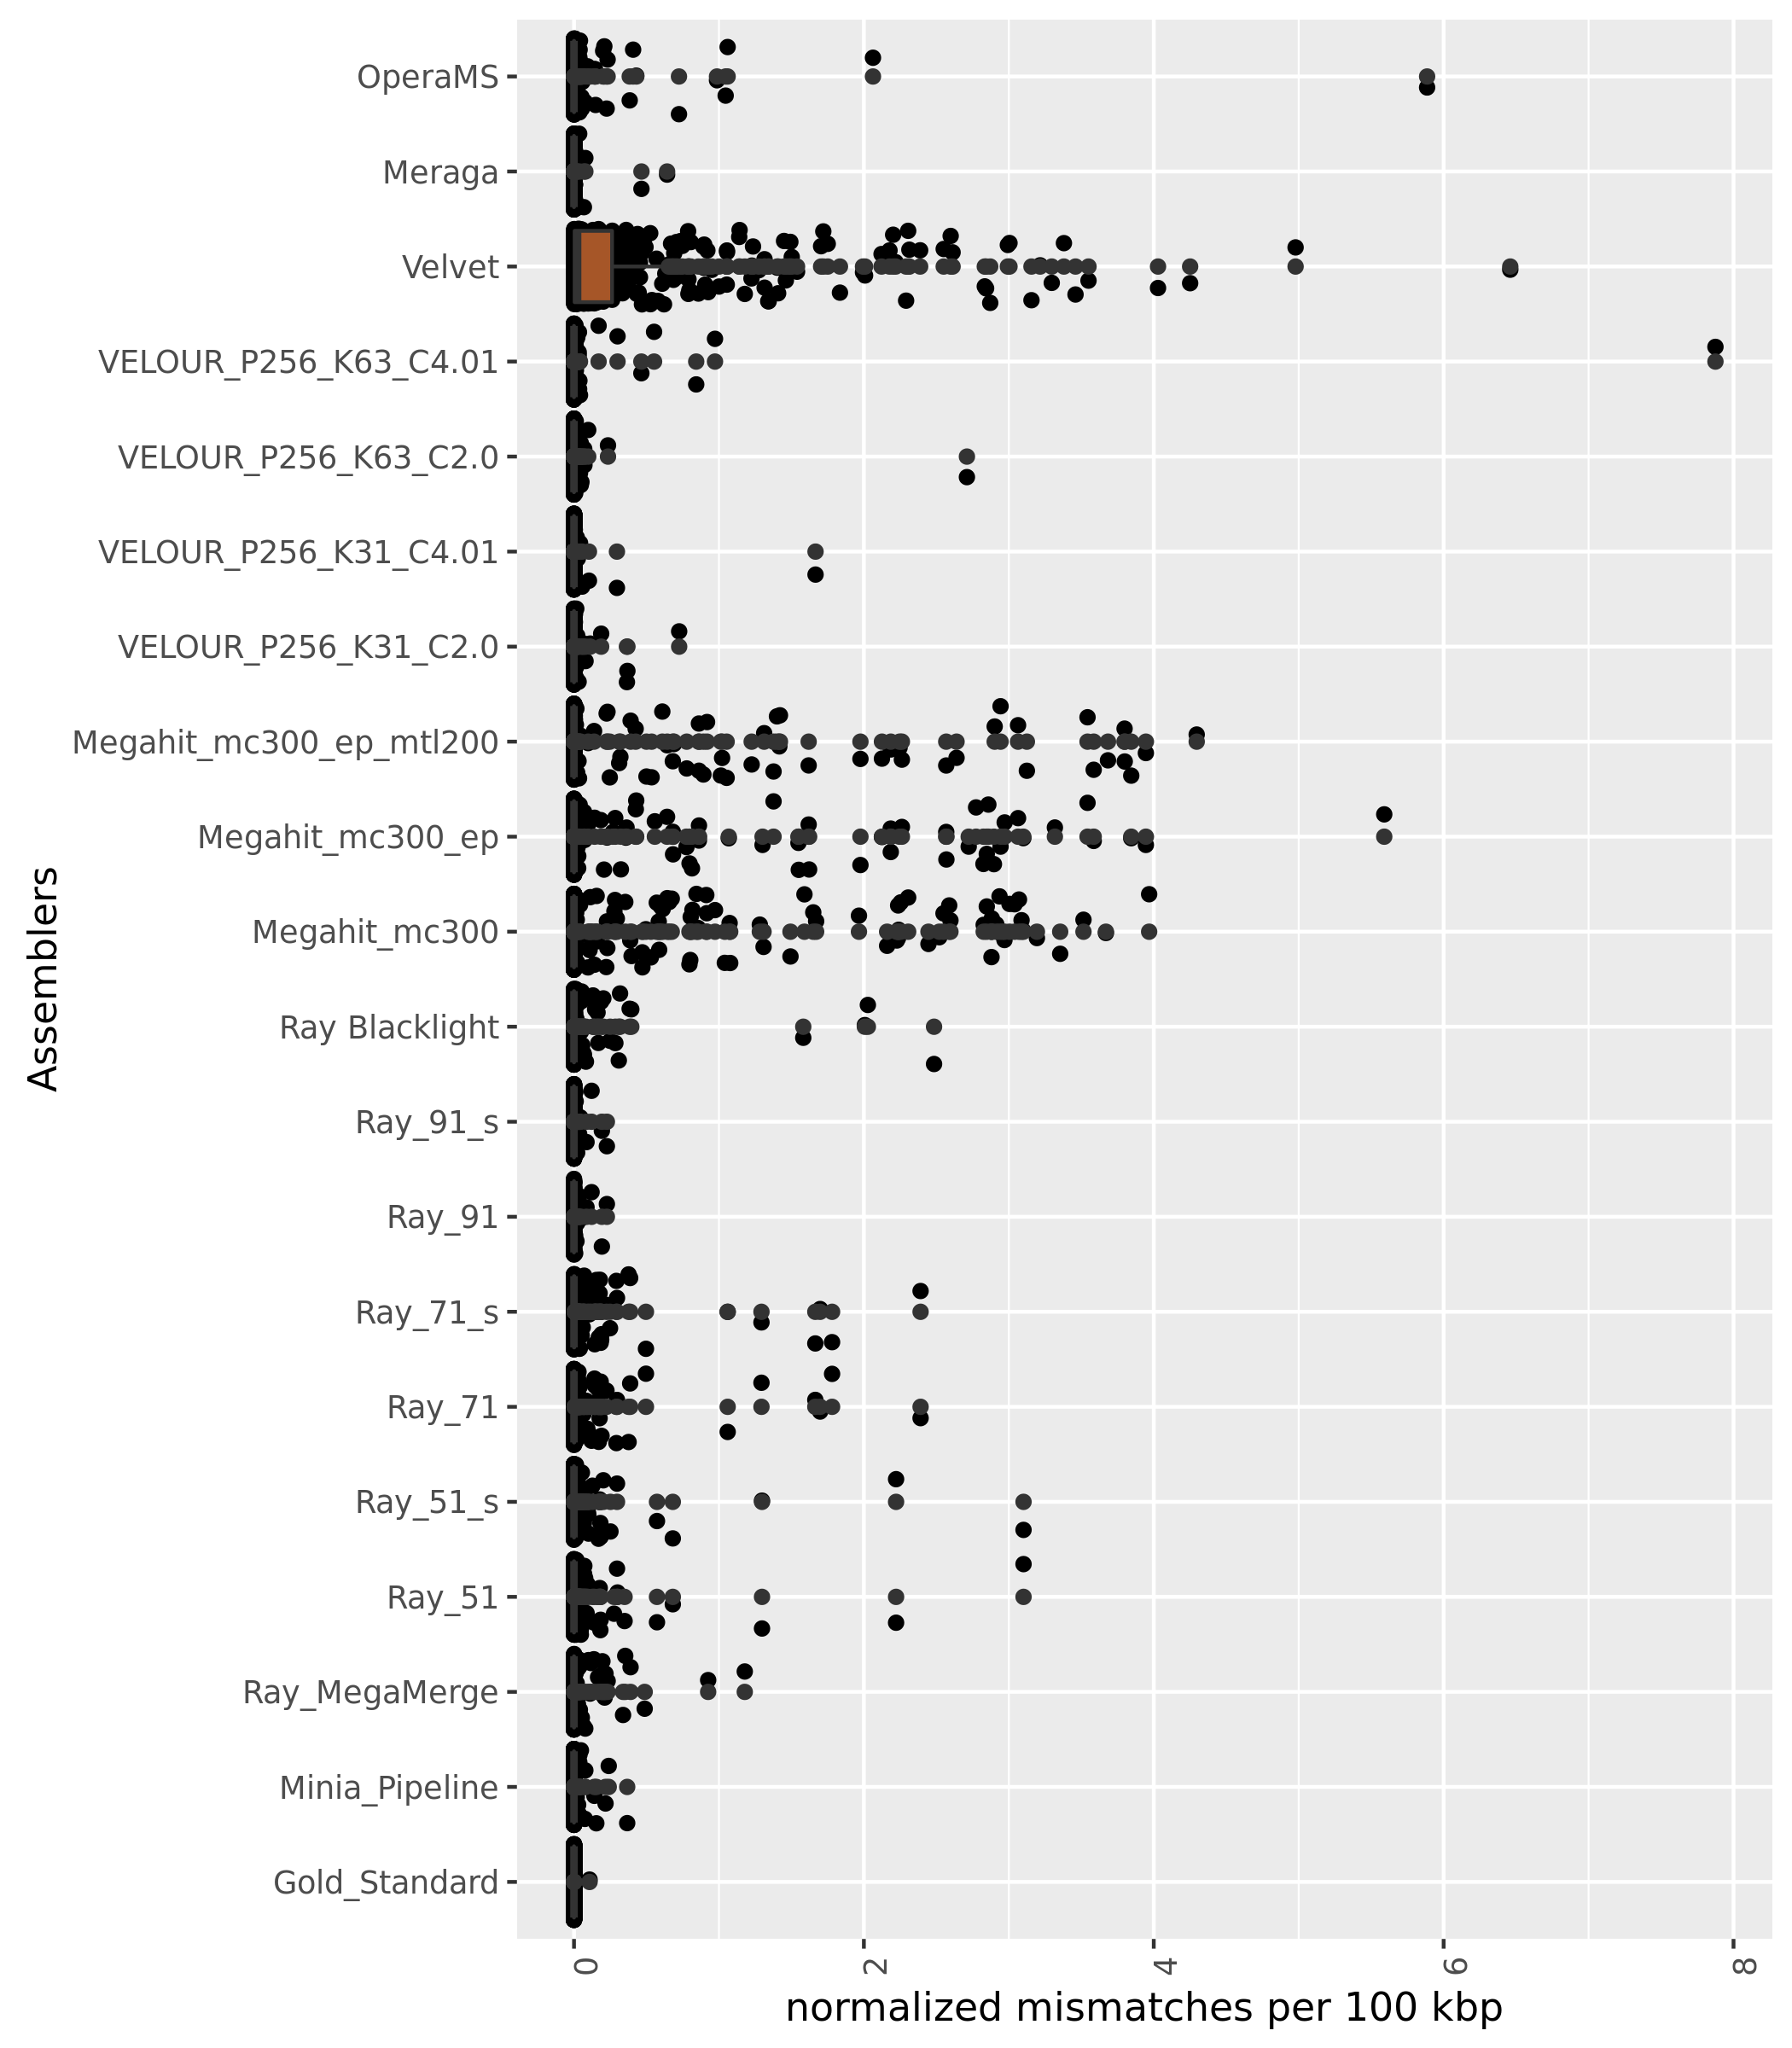 OperaMS
Meraga
Velvet
VELOUR_P256_K63_C4.01
VELOUR_P256_K63_C2.0
VELOUR_P256_K31_C4.01
VELOUR_P256_K31_C2.0
Megahit_mc300_ep_mtl200
Megahit_mc300_ep
Megahit_mc300
Ray Blacklight
Ray_91_s
Ray_91
Ray_71_s
Ray_71
Ray_51_s
Ray_51
Ray_MegaMerge
Minia_Pipeline
Gold_Standard
Assemblers
0 2 4 6 8
normalized mismatches per 100 kbp